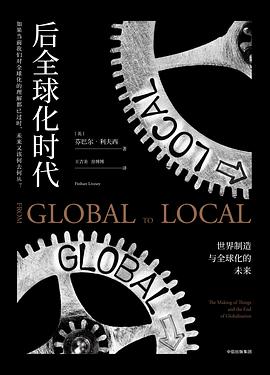 后全球化时代
如果当前我们对全球化的理解都已过时，未来又该何去何从？
[英]
芬巴尔·利夫西
著
王吉美 房博博
译
Finbarr Livesey
LOCAL
FROM GLOBAL TO LOCAL
GLOBAL
世界制造
与全球化的
未来
The Making of Things
and the End
of Globalisation
中信出版集团